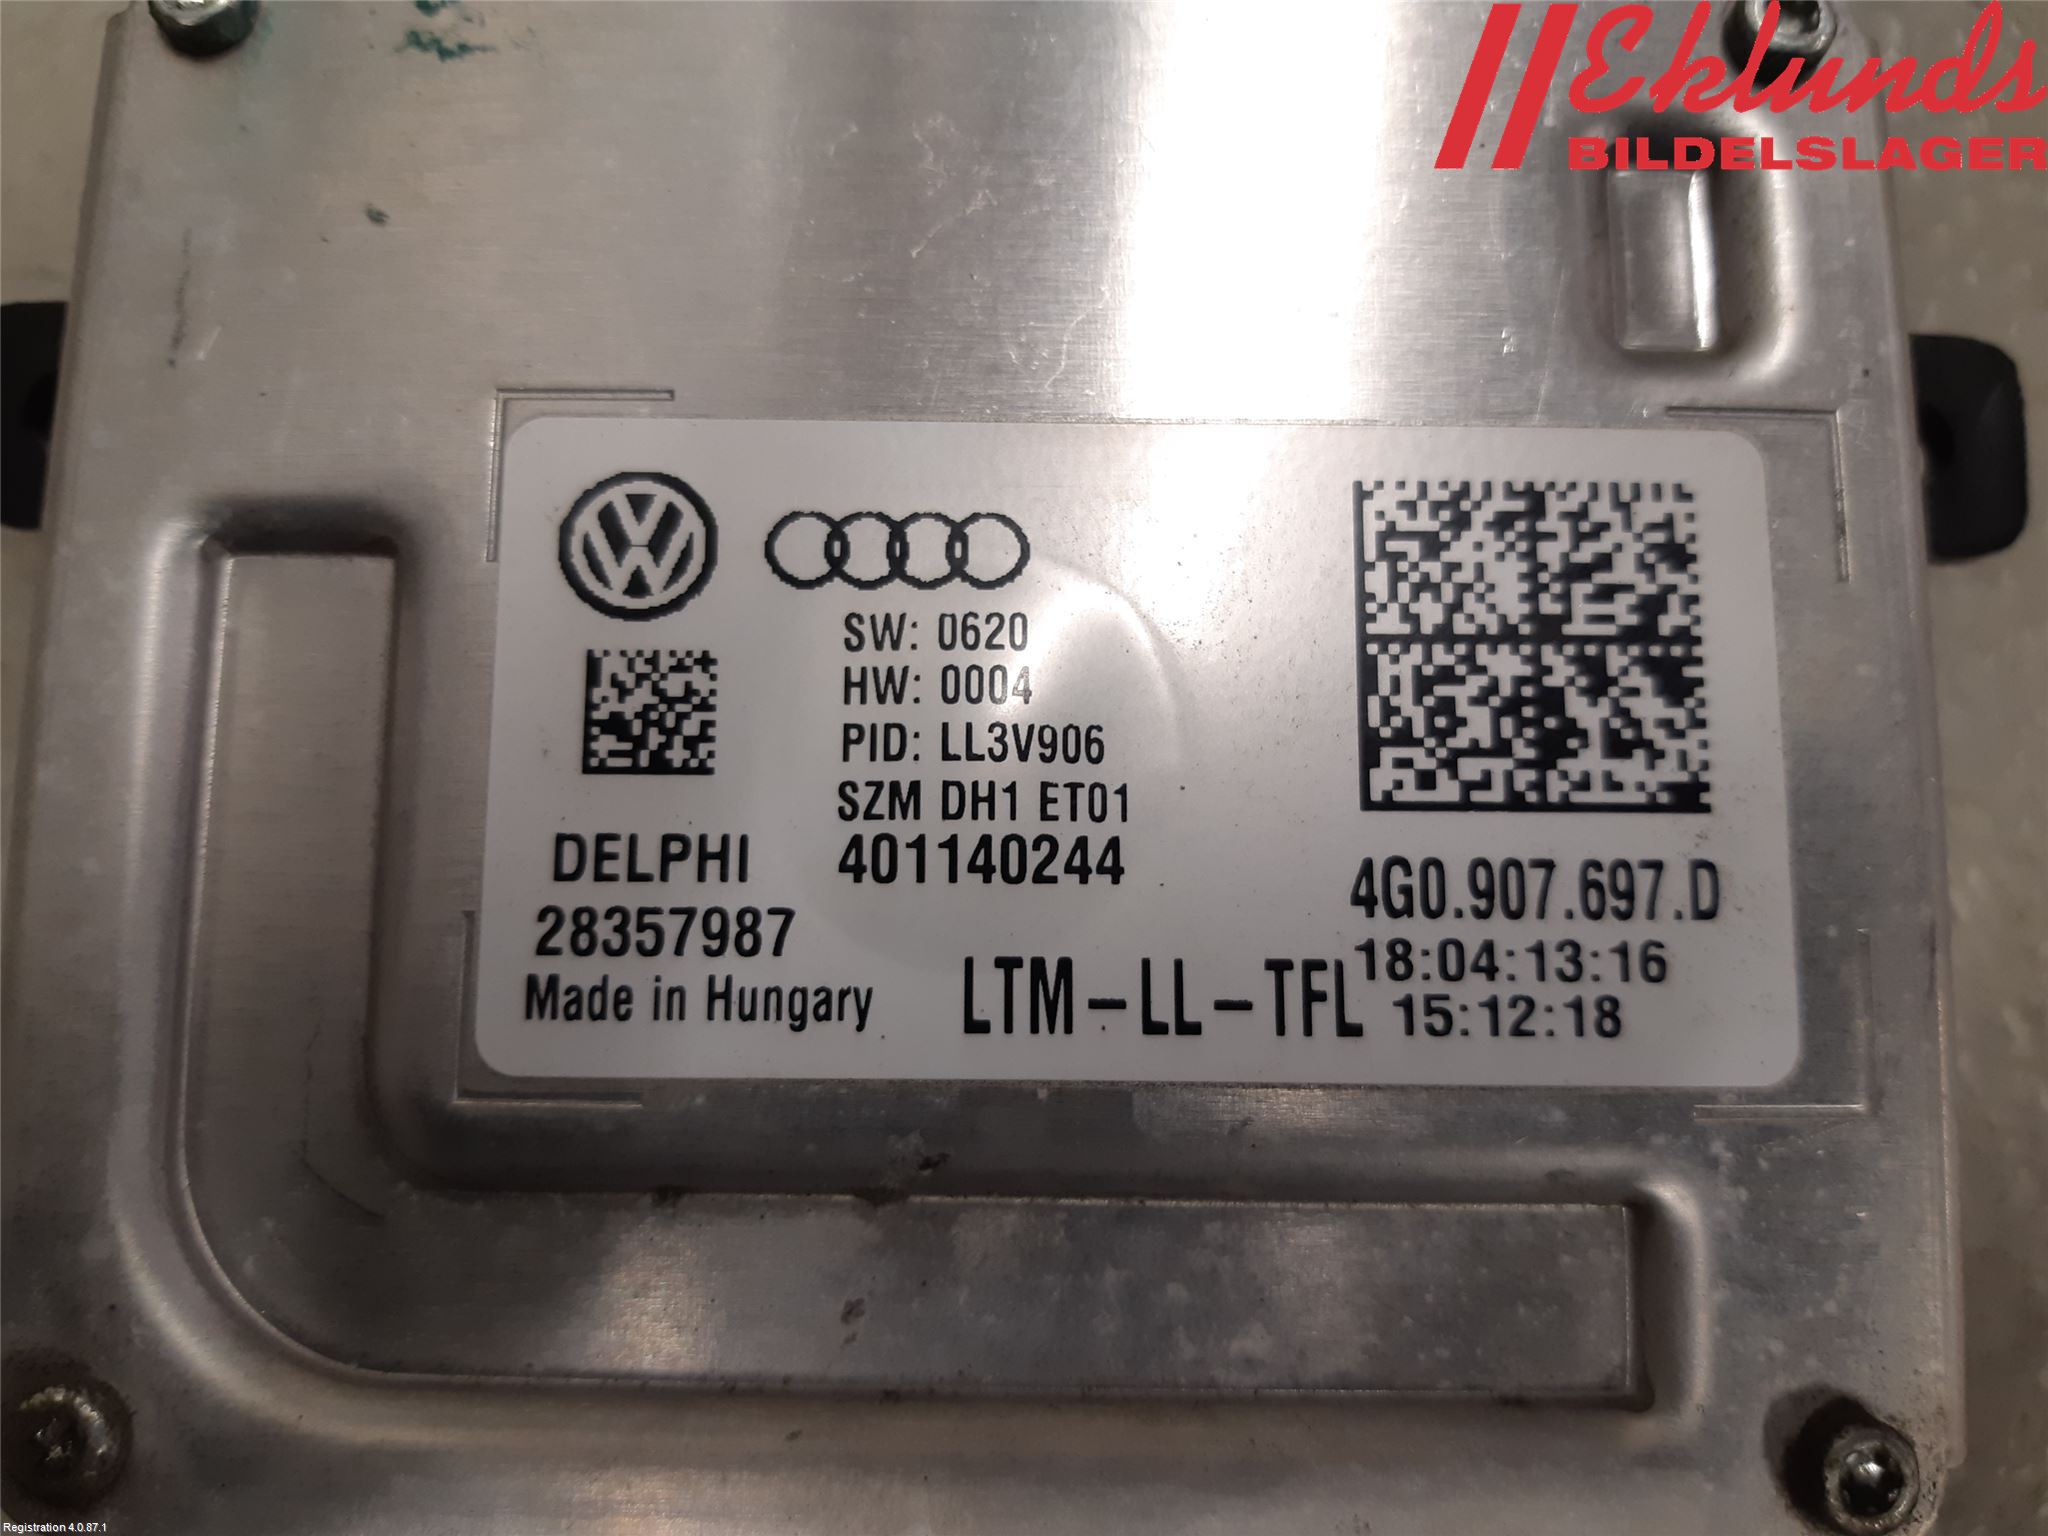 Eklunds
BILDELSLAGER
SW: 0620
HW: 0004
PID: LL3V906
SZM DH1 ET01
401140244
DELPHI
28357987
Made in Hungary
LTM-LL-TFL
4G0.907.697.D
18:04:13:16
15:12:18
Registration 4.0.87.1